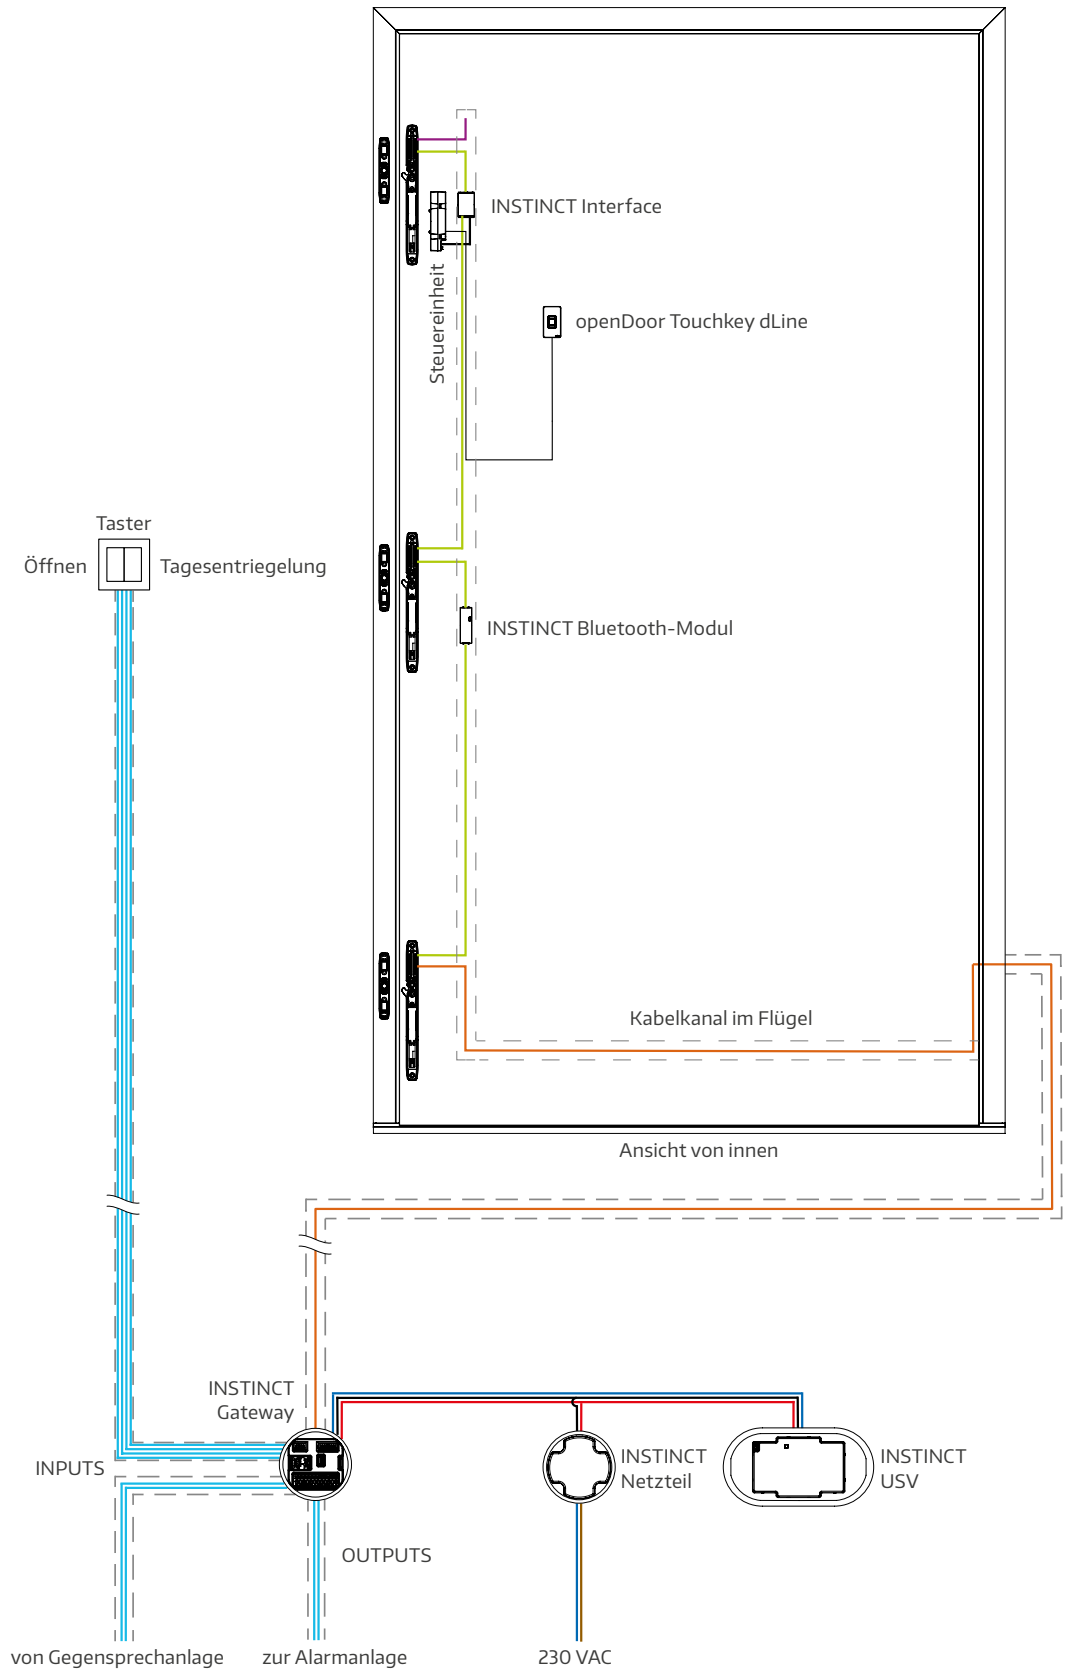 INSTINCT Interface
Steuereinheit
openDoor Touchkey dLine
Taster
Öffnen
Tagesentriegelung
INSTINCT Bluetooth-Modul
Kabelkanal im Flügel
Ansicht von innen
INSTINCT
Gateway
INPUTS
INSTINCT
Netzteil
INSTINCT
USV
OUTPUTS
von Gegensprechanlage
zur Alarmanlage
230 VAC